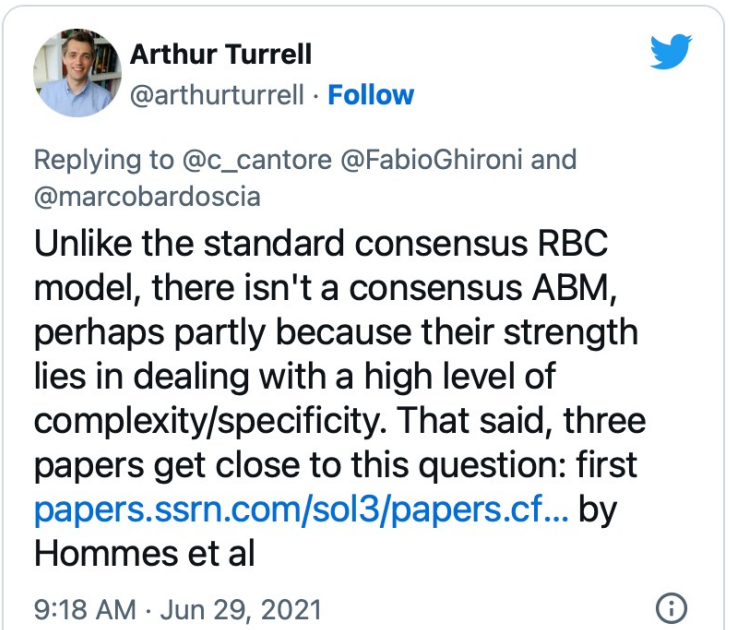 Arthur Turrell
@arthurturrell · Follow
Replying to @c_cantore @FabioGhironi and
@marcobardoscia
Unlike the standard consensus RBC
model, there isn't a consensus ABM,
perhaps partly because their strength
lies in dealing with a high level of
complexity/specificity. That said, three
papers get close to this question: first
papers.ssrn.com/sol3/papers.cf... by
Hommes et al
9:18 AM · Jun 29, 2021